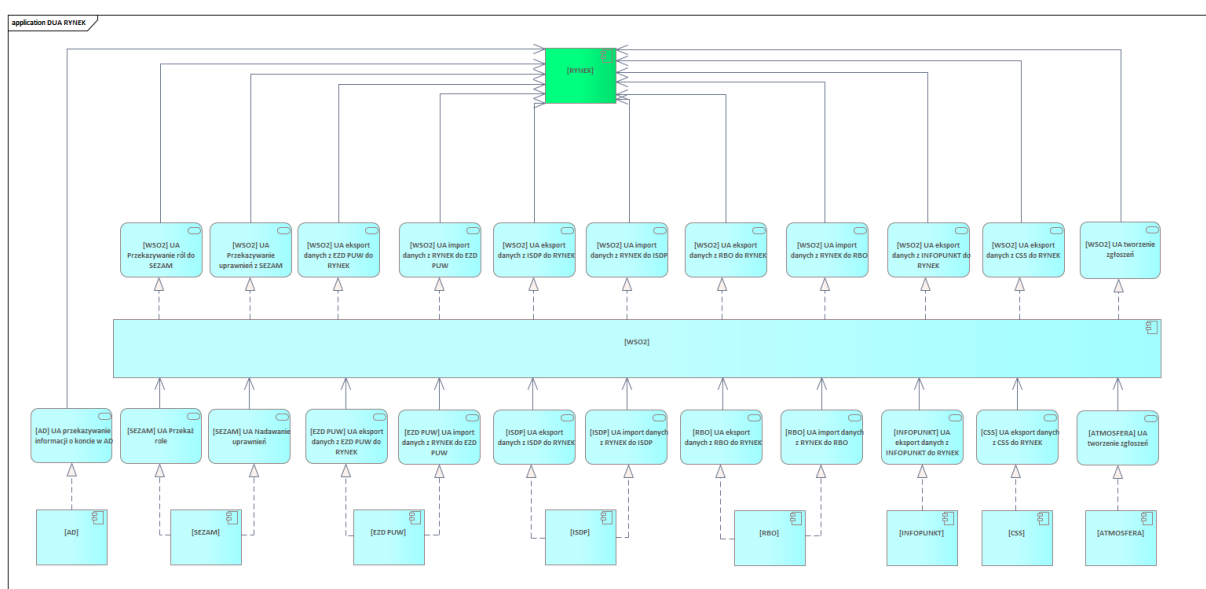 application DUA RYNEK
[RYNEK]
[WSO2] UA
Przekazywanie ról do
SEZAM
[WSO2] UA
Przekazywanie
uprawnień z SEZAM
[WSO2] UA eksport
danych z EZD PUW do
RYNEK
[WSO2] UA import
danych z RYNEK do EZD
PUW
[WSO2] UA eksport
danych z ISDP do RYNEK
[WSO2] UA import
danych z RYNEK do ISDP
[WSO2] UA eksport
danych z RBO do RYNEK
[WSO2] UA import
danych z RYNEK do RBO
[WSO2] UA eksport
danych z INFOPUNKT do
RYNEK
[WSO2] UA eksport
danych z CSS do RYNEK
[WSO2] UA tworzenie
zgłoszeń
[WSO2]
[AD] UA przekazywanie
informacji o koncie w AD
[SEZAM] UA Przekaż
role
[SEZAM] UA Nadawanie
uprawnień
[EZD PUW] UA eksport
danych z EZD PUW do
RYNEK
[EZD PUW] UA import
danych z RYNEK do EZD
PUW
[ISDP] UA eksport
danych z ISDP do RYNEK
[ISDP] UA import danych
z RYNEK do ISDP
[RBO] UA eksport
danych z RBO do RYNEK
[RBO] UA import danych
z RYNEK do RBO
[INFOPUNKT] UA
eksport danych z
INFOPUNKT do RYNEK
[CSS] UA eksport danych
z CSS do RYNEK
[ATMOSFERA] UA
tworzenie zgłoszeń
[AD]
[SEZAM]
[EZD PUW]
[ISDP]
[RBO]
[INFOPUNKT]
[CSS]
[ATMOSFERA]